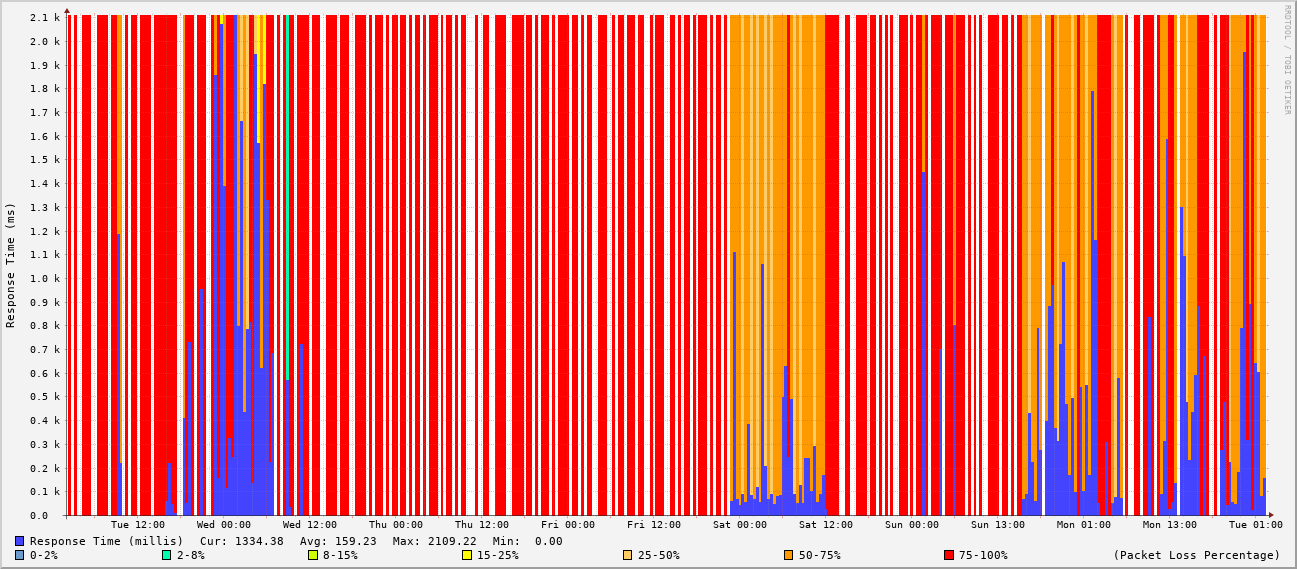 RRDTOOL / TOBI OETIKER
Response Time (ms)
2.1 k
2.0 k
1.9 k
1.8 k
1.7 k
1.6 k
1.5 k
1.4 k
1.3 k
1.2 k
1.1 k
1.0 k
0.9 k
0.8 k
0.7 k
0.6 k
0.5 k
0.4 k
0.3 k
0.2 k
0.1 k
0.0
Tue 12:00 Wed 00:00 Wed 12:00 Thu 00:00 Thu 12:00 Fri 00:00 Fri 12:00 Sat 00:00 Sat 12:00 Sun 00:00 Sun 13:00 Mon 01:00 Mon 13:00 Tue 01:00
Response Time (millis) Cur: 1334.38 Avg: 159.23 Max: 2109.22 Min: 0.00
0-2% 2-8% 8-15% 15-25% 25-50% 50-75% 75-100% (Packet Loss Percentage)